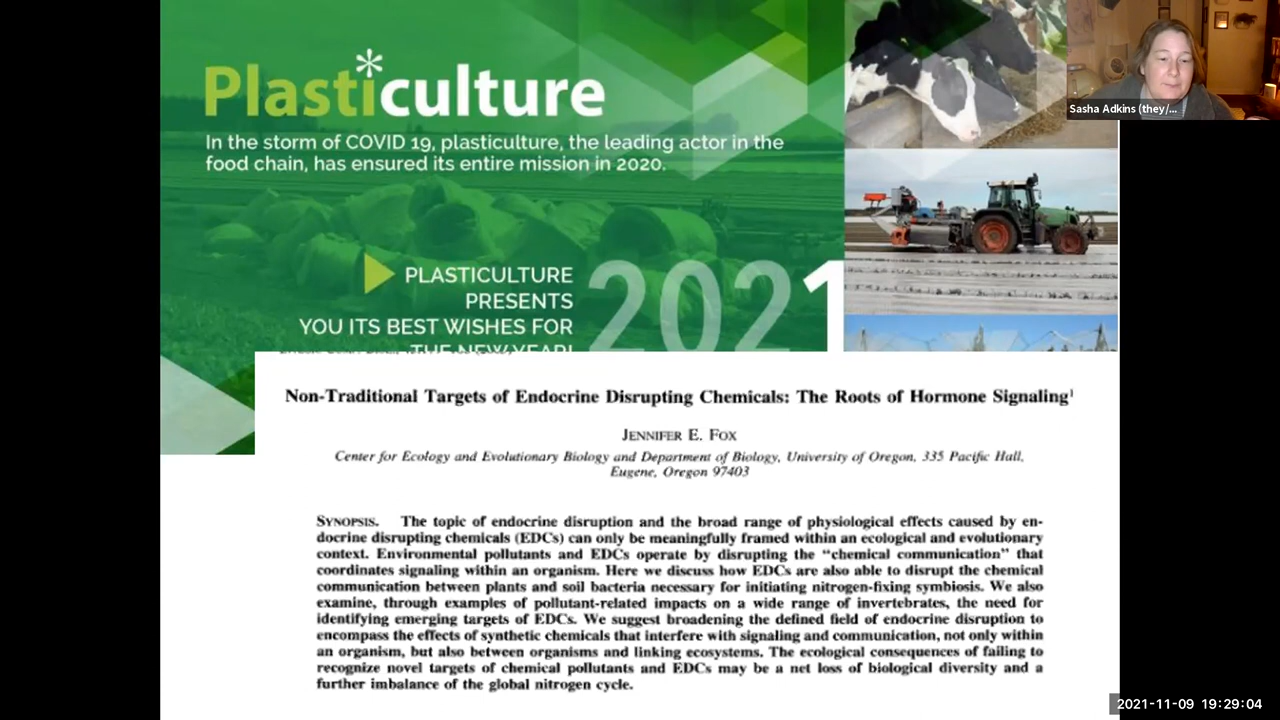 Plasticulture
In the storm of COVID 19, plasticulture, the leading actor in the
food chain, has ensured its entire mission in 2020.
PLASTICULTURE
PRESENTS
YOU ITS BEST WISHES FOR
THE NEW YEAR!
2021
Sasha Adkins (they/...
Non-Traditional Targets of Endocrine Disrupting Chemicals: The Roots of Hormone Signaling¹
JENNIFER E. FOX
Center for Ecology and Evolutionary Biology and Department of Biology, University of Oregon, 335 Pacific Hall,
Eugene, Oregon 97403
SYNOPSIS. The topic of endocrine disruption and the broad range of physiological effects caused by en-
docrine disrupting chemicals (EDCs) can only be meaningfully framed within an ecological and evolutionary
context. Environmental pollutants and EDCs operate by disrupting the “chemical communication” that
coordinates signaling within an organism. Here we discuss how EDCs are also able to disrupt the chemical
communication between plants and soil bacteria necessary for initiating nitrogen-fixing symbiosis. We also
examine, through examples of pollutant-related impacts on a wide range of invertebrates, the need for
identifying emerging targets of EDCs. We suggest broadening the defined field of endocrine disruption to
encompass the effects of synthetic chemicals that interfere with signaling and communication, not only within
an organism, but also between organisms and linking ecosystems. The ecological consequences of failing to
recognize novel targets of chemical pollutants and EDCs may be a net loss of biological diversity and a
further imbalance of the global nitrogen cycle.
2021-11-09 19:29:04